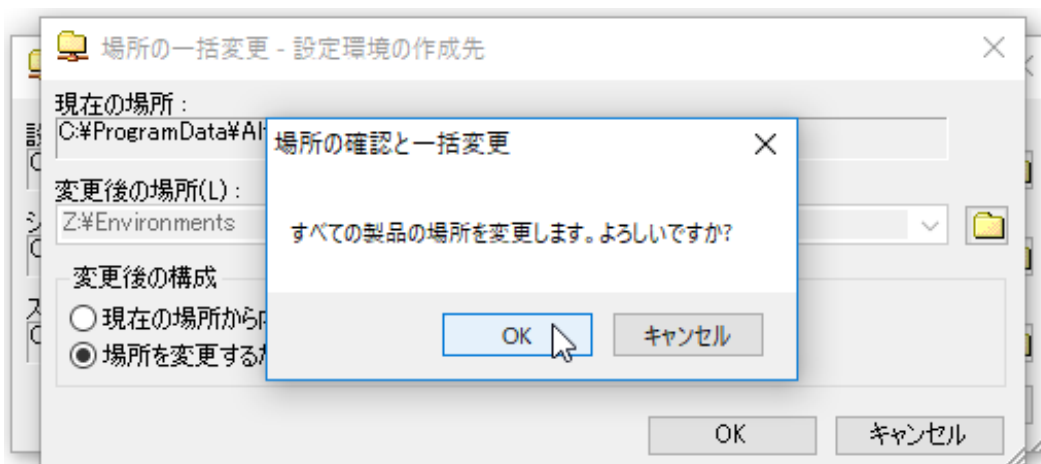 場所の一括変更 - 設定環境の作成先
現在の場所 :
C:¥ProgramData¥Al
変更後の場所(L) :
Z:¥Environments
変更後の構成
現在の場所から
場所を変更する
OK
キャンセル
場所の確認と一括変更
すべての製品の場所を変更します。よろしいですか?
OK
キャンセル